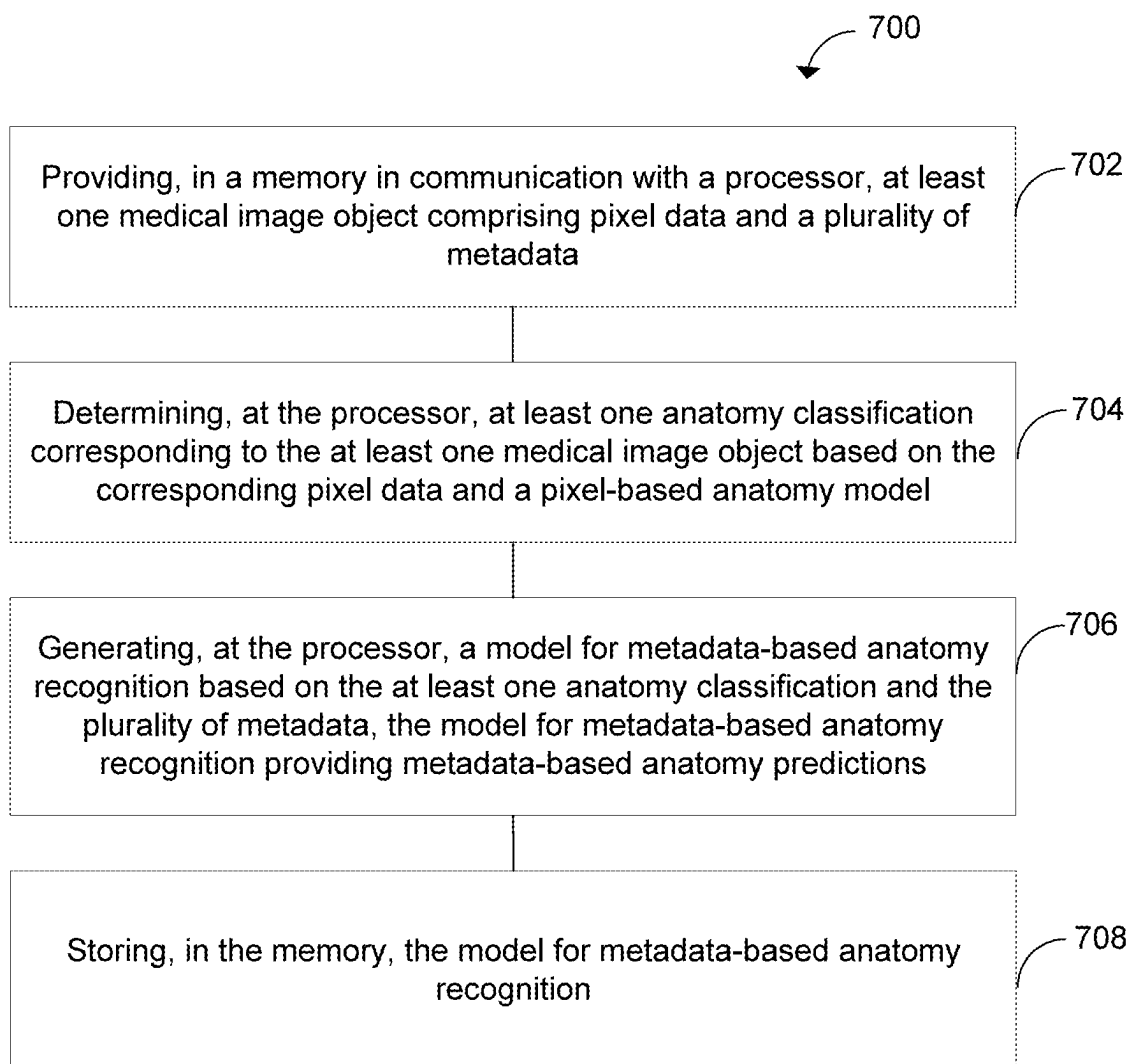 700
Providing, in a memory in communication with a processor, at least
one medical image object comprising pixel data and a plurality of
metadata
702
Determining, at the processor, at least one anatomy classification
corresponding to the at least one medical image object based on the
corresponding pixel data and a pixel-based anatomy model
704
Generating, at the processor, a model for metadata-based anatomy
recognition based on the at least one anatomy classification and the
plurality of metadata, the model for metadata-based anatomy
recognition providing metadata-based anatomy predictions
706
Storing, in the memory, the model for metadata-based anatomy
recognition
708